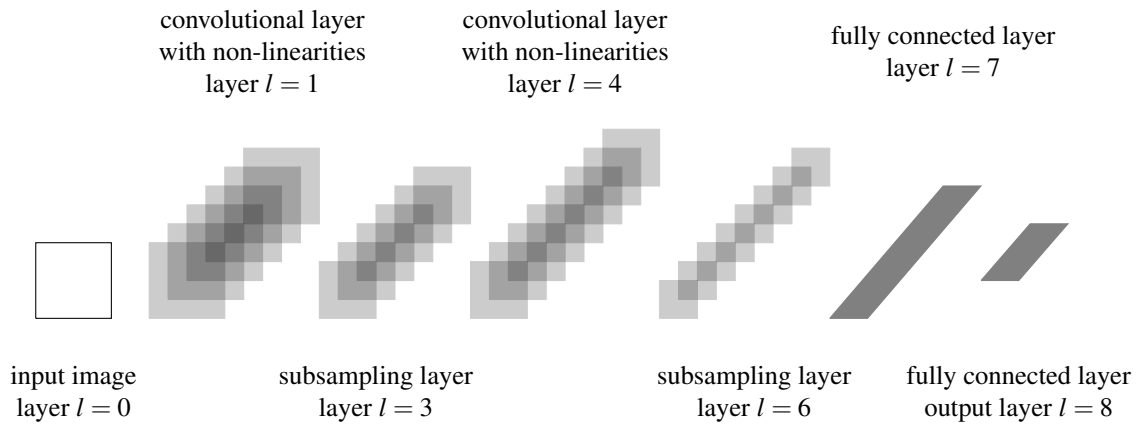 convolutional layer
with non-linearities
layer l = 1
convolutional layer
with non-linearities
layer l = 4
fully connected layer
layer l = 7
input image
layer l = 0
subsampling layer
layer l = 3
subsampling layer
layer l = 6
fully connected layer
output layer l = 8